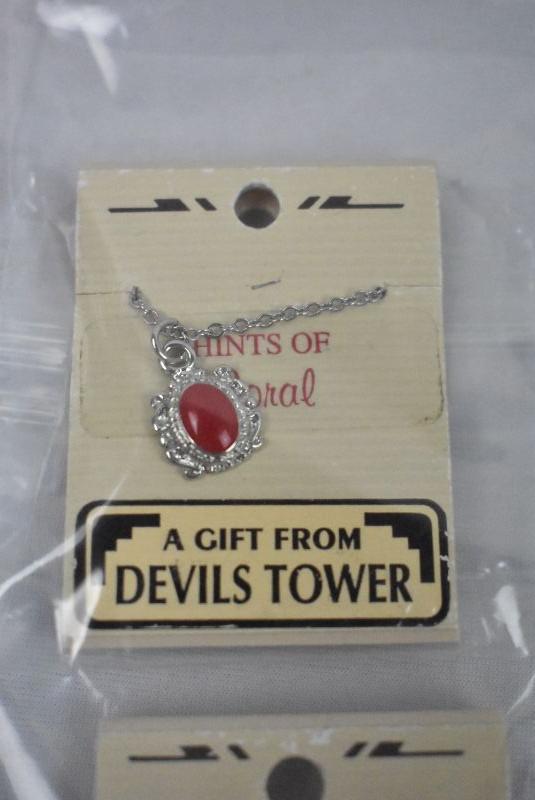 HINTS OF
Coral
A GIFT FROM
DEVILS TOWER